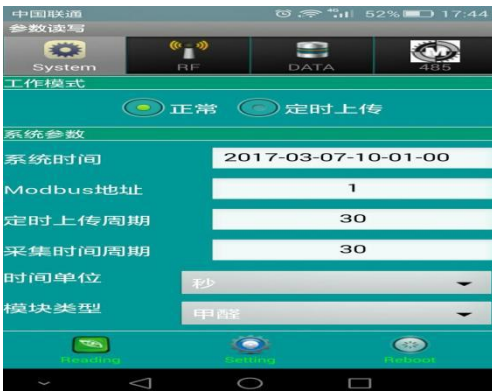 中国联通 52% 17:44
参数读写
System RF DATA 485
工作模式
正常 定时上传
系统参数
系统时间 2017-03-07-10-01-00
Modbus地址 1
定时上传周期 30
采集时间周期 30
时间单位 秒
模块类型 甲醛
Reading Setting Reboot